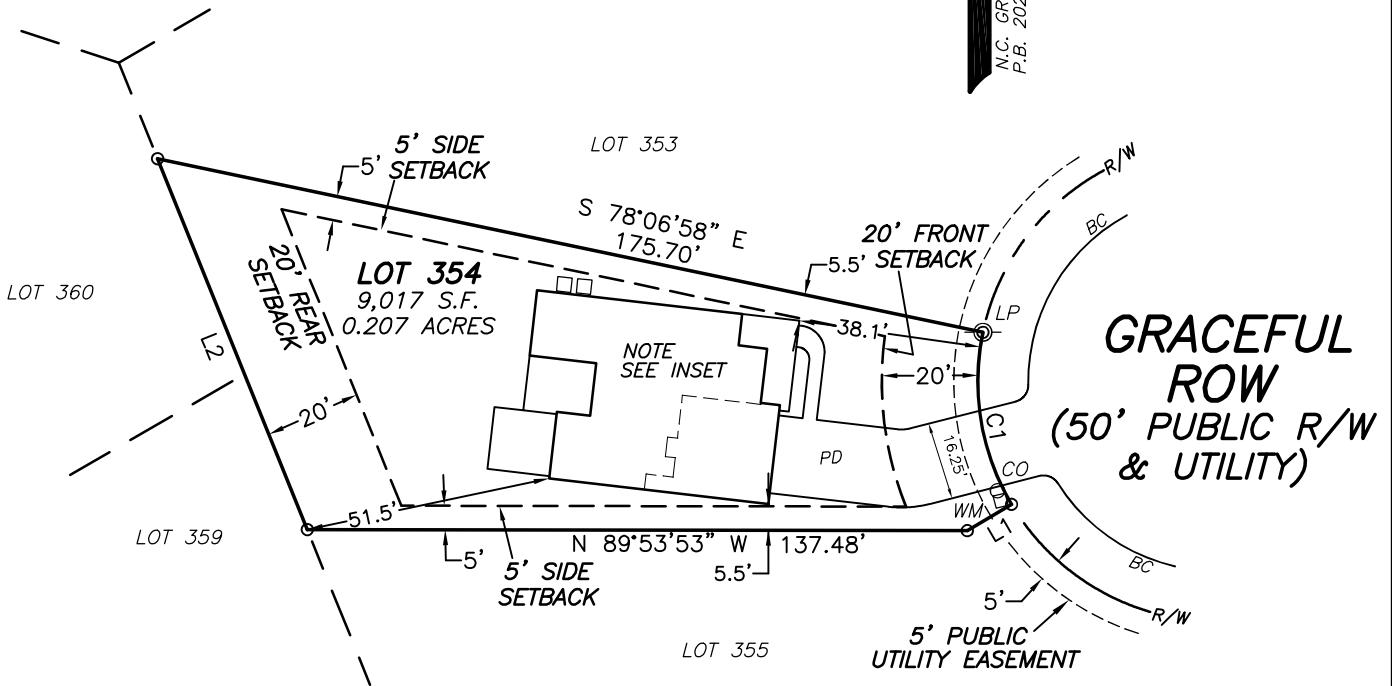 N.C. GR
P.B. 202
5' SIDE
SETBACK
5'
LOT 353
S 78°06'58" E
175.70'
R/W
BC
20' FRONT
SETBACK
5.5'
LOT 360
20' REAR
SETBACK
LOT 354
9,017 S.F.
0.207 ACRES
L2
20'
NOTE
SEE INSET
38.1'
LP
20'
C1
GRACEFUL
ROW
(50' PUBLIC R/W
& UTILITY)
PD
16.25'
CO
WM
51.5'
LOT 359
5'
N 89°53'53" W 137.48'
5' SIDE
SETBACK
5.5'
BC
5'
R/W
5' PUBLIC
UTILITY EASEMENT
LOT 355